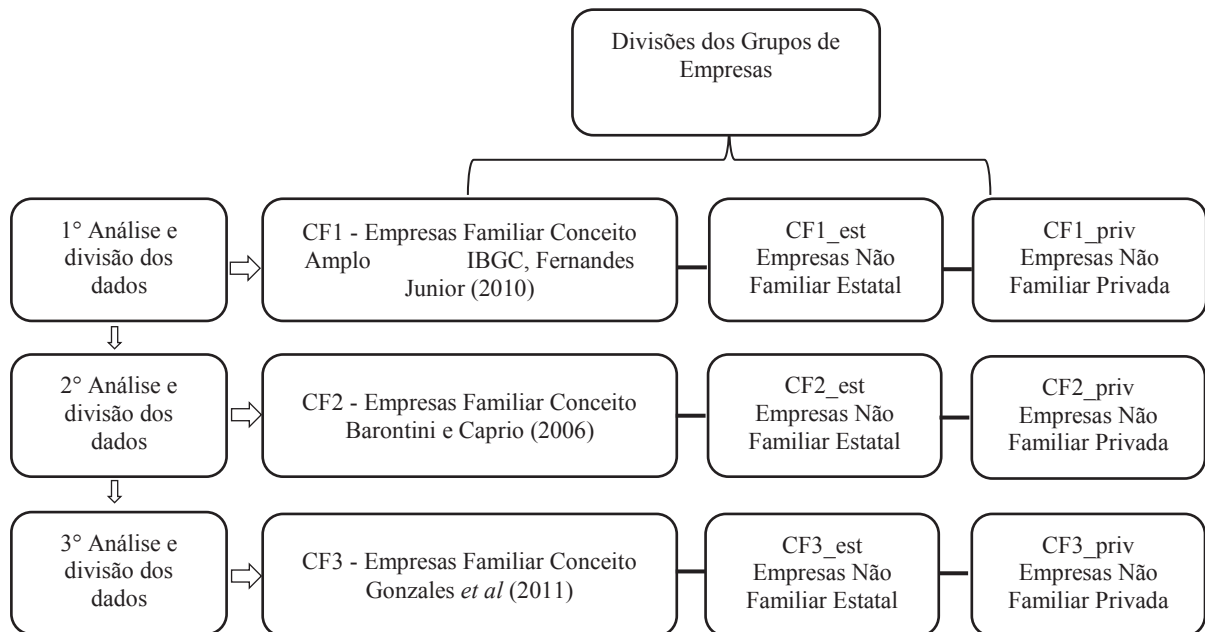 Divisões dos Grupos de
Empresas
1° Análise e
divisão dos
dados
CF1 - Empresas Familiar Conceito
Amplo IBGC, Fernandes
Junior (2010)
CF1_est
Empresas Não
Familiar Estatal
CF1_priv
Empresas Não
Familiar Privada
2° Análise e
divisão dos
dados
CF2 - Empresas Familiar Conceito
Barontini e Caprio (2006)
CF2_est
Empresas Não
Familiar Estatal
CF2_priv
Empresas Não
Familiar Privada
3° Análise e
divisão dos
dados
CF3 - Empresas Familiar Conceito
Gonzales et al (2011)
CF3_est
Empresas Não
Familiar Estatal
CF3_priv
Empresas Não
Familiar Privada